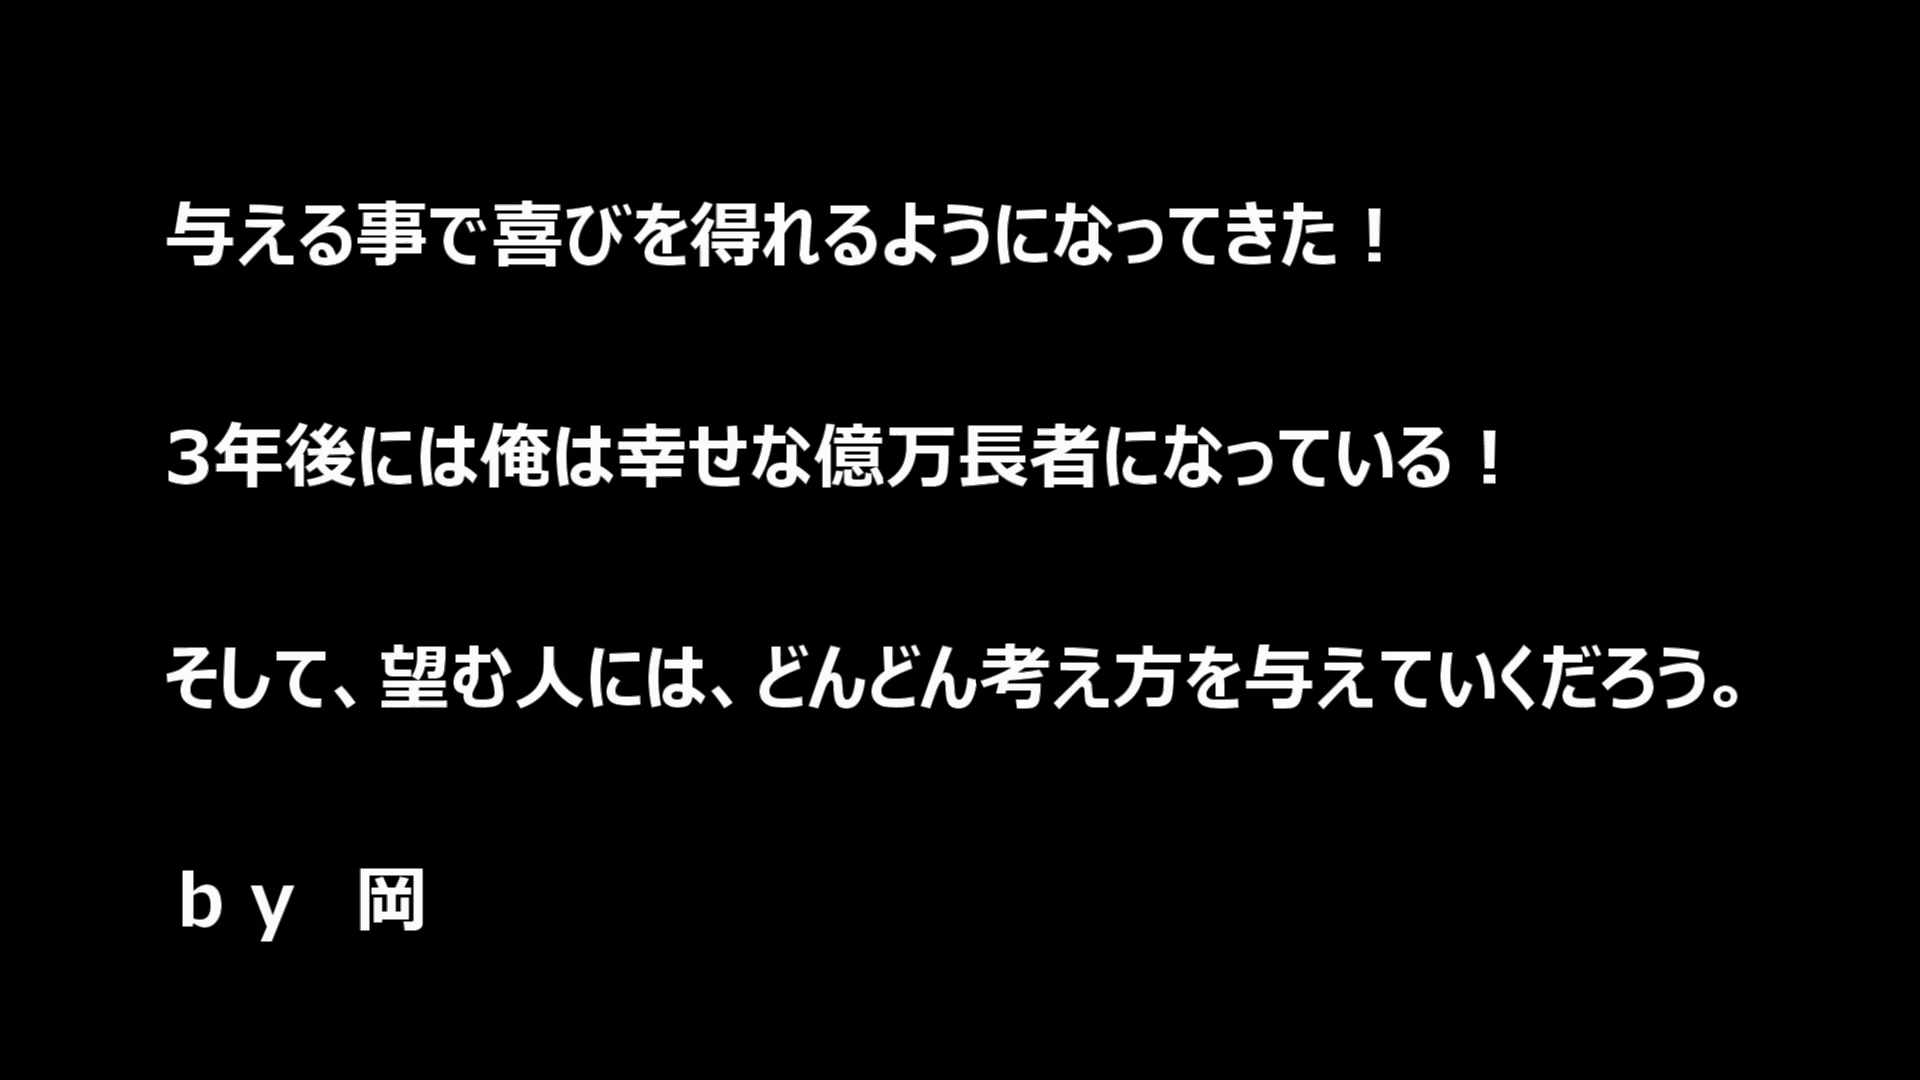 与える事で喜びを得れるようになってきた！
3年後には俺は幸せな億万長者になっている！
そして、望む人には、どんどん考え方を与えていくだろう。
ｂｙ　岡